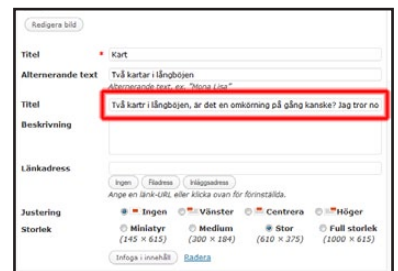 Redigera bild
Titel * Kart
Alternerande text Två kartar i långböjen
Alternerande text, ex. "Mona Lisa"
Titel Två kartr i långböjen, är det en omkörning på gång kanske? Jag tror no
Beskrivning
Länkadress
Ingen Filadress Inläggsadress
Ange en länk-URL eller klicka ovan för förinställda.
Justering Ingen Vänster Centrera Höger
Storlek Miniatyr Medium Stor Full storlek
(145 × 615) (300 × 184) (610 × 375) (1000 × 615)
Infoga i innehåll Radera